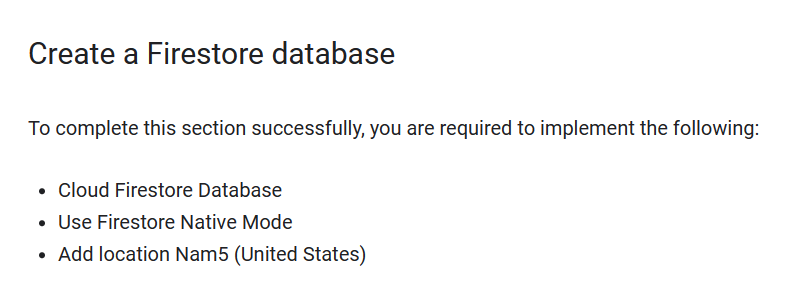 Create a Firestore database
To complete this section successfully, you are required to implement the following:
• Cloud Firestore Database
• Use Firestore Native Mode
• Add location Nam5 (United States)